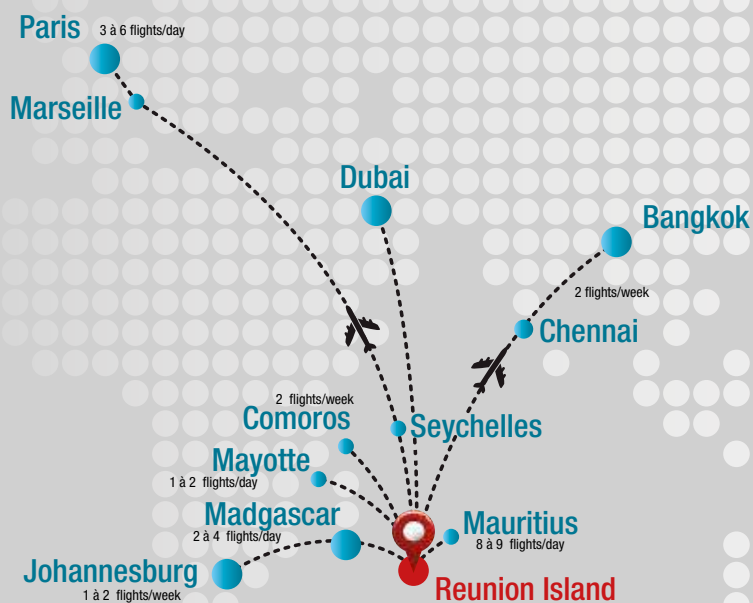 Paris
3 à 6 flights/day
Marseille
Dubai
Bangkok
2 flights/week
Chennai
2 flights/week
Comoros
Seychelles
Mayotte
1 à 2 flights/day
Madgascar
2 à 4 flights/day
Mauritius
8 à 9 flights/day
Johannesburg
1 à 2 flights/week
Reunion Island